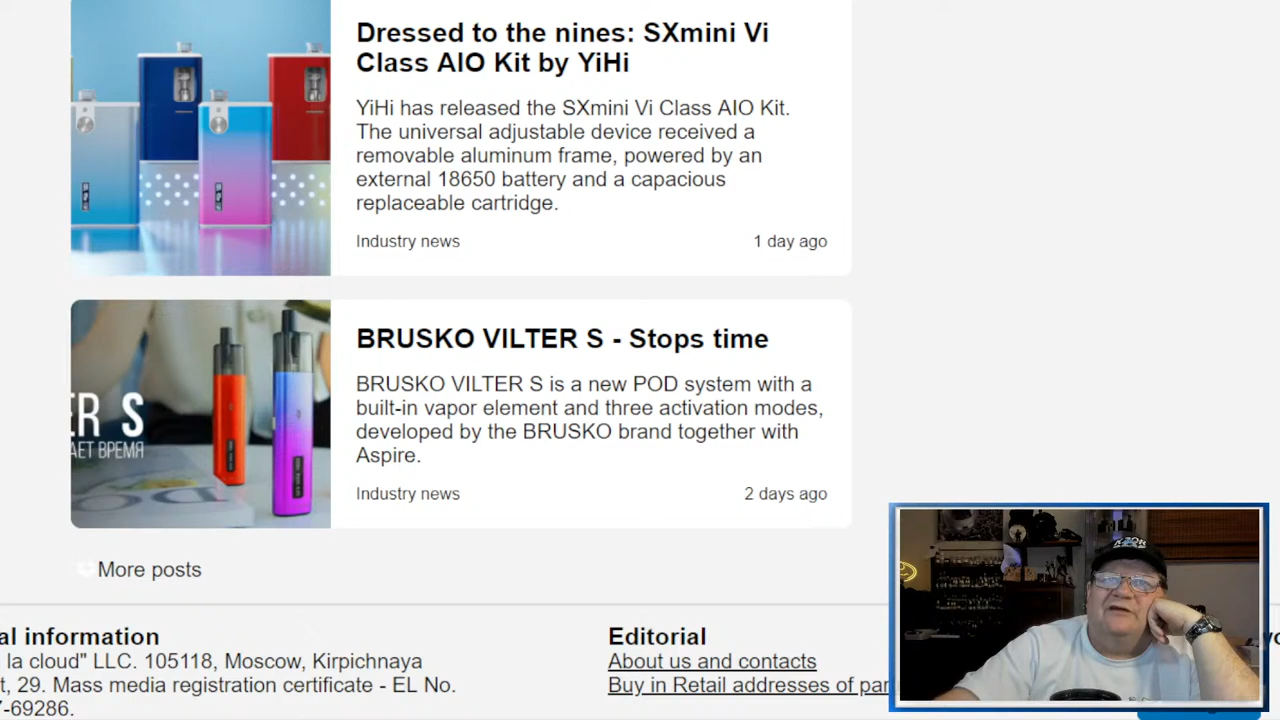 Dressed to the nines: SXmini Vi
Class AIO Kit by YiHi
YiHi has released the SXmini Vi Class AIO Kit.
The universal adjustable device received a
removable aluminum frame, powered by an
external 18650 battery and a capacious
replaceable cartridge.
Industry news
1 day ago
ER S
АЕТ ВРЕМЯ
BRUSKO VILTER S - Stops time
BRUSKO VILTER S is a new POD system with a
built-in vapor element and three activation modes,
developed by the BRUSKO brand together with
Aspire.
Industry news
2 days ago
More posts
al information
la cloud" LLC. 105118, Moscow, Kirpichnaya
t, 29. Mass media registration certificate - EL No.
7-69286.
Editorial
About us and contacts
Buy in Retail addresses of par